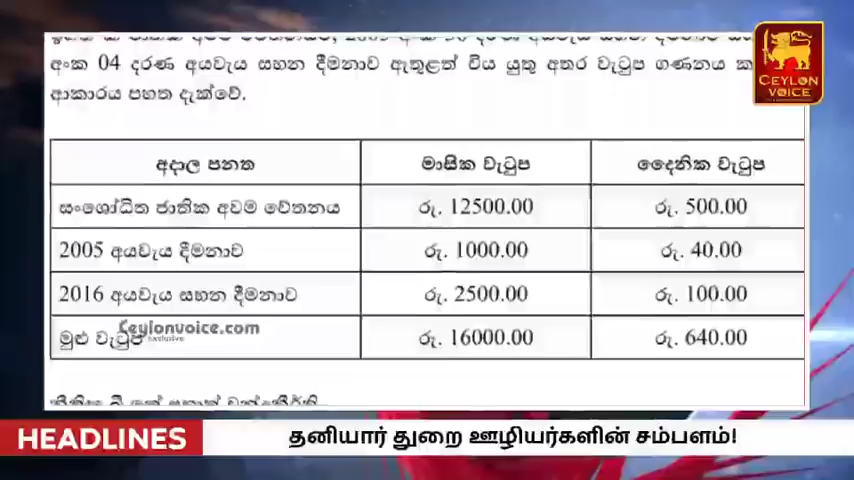 අංක 04 දරණ අයවැය සහන දීමනාව ඇතුළත් විය යුතු අතර වැටුප ගණනය
ආකාරය පහත දැක්වේ.
CEYLON
VOICE
අදාල පනත මාසික වැටුප දෛනික වැටුප
සංශෝධිත ජාතික අවම වේතනය රු. 12500.00 රු. 500.00
2005 අයවැය දීමනාව රු. 1000.00 රු. 40.00
2016 අයවැය සහන දීමනාව රු. 2500.00 රු. 100.00
Ceylonvoice.com
Exclusive
මුළු වැටුප රු. 16000.00 රු. 640.00
HEADLINES தனியார் துறை ஊழியர்களின் சம்பளம்!